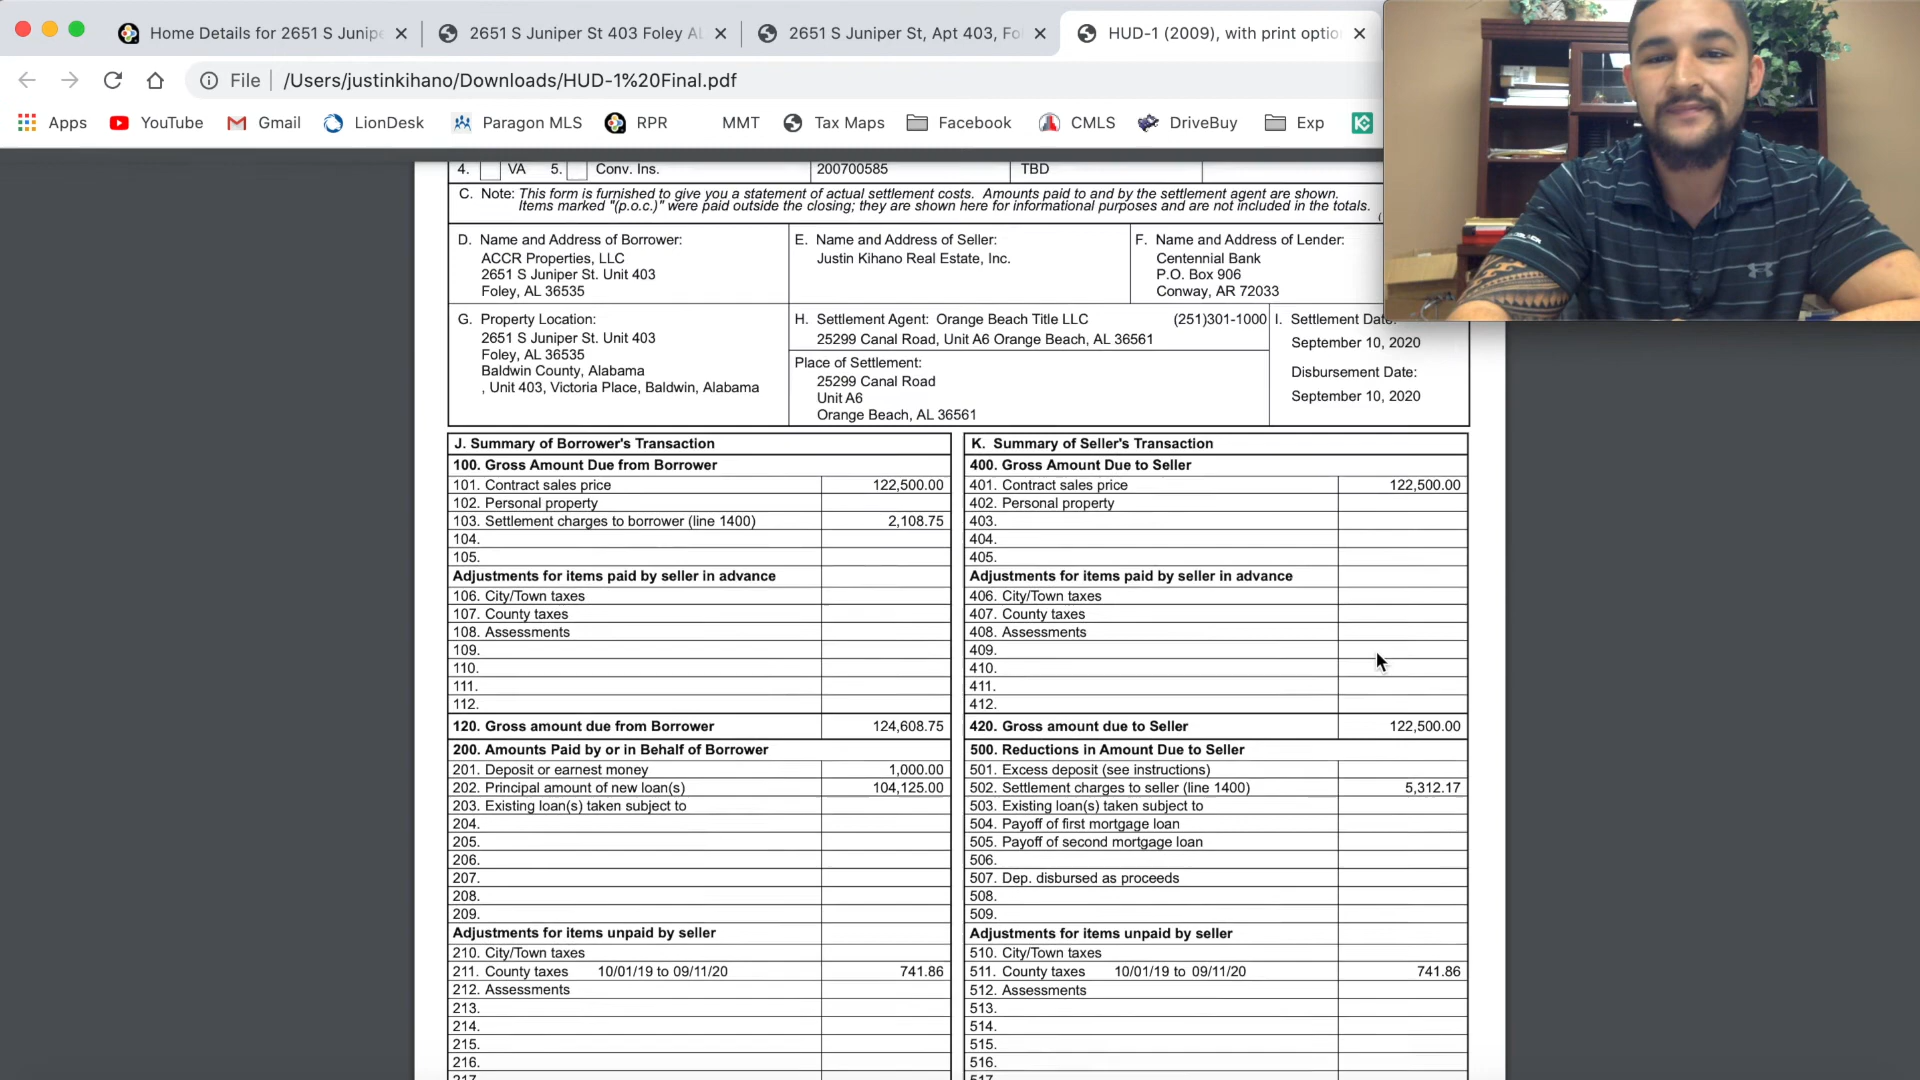 Home Details for 2651 S Junipe
2651 S Juniper St 403 Foley AL
2651 S Juniper St, Apt 403, Fo
HUD-1 (2009), with print optio
File /Users/justinkihano/Downloads/HUD-1%20Final.pdf
Apps YouTube Gmail LionDesk Paragon MLS RPR MMT Tax Maps Facebook CMLS DriveBuy Exp
4. VA 5. Conv. Ins. 200700585 TBD
C. Note: This form is furnished to give you a statement of actual settlement costs. Amounts paid to and by the settlement agent are shown.
Items marked "(p.o.c.)" were paid outside the closing; they are shown here for informational purposes and are not included in the totals. (
D. Name and Address of Borrower:
ACCR Properties, LLC
2651 S Juniper St. Unit 403
Foley, AL 36535
E. Name and Address of Seller:
Justin Kihano Real Estate, Inc.
F. Name and Address of Lender:
Centennial Bank
P.O. Box 906
Conway, AR 72033
G. Property Location:
2651 S Juniper St. Unit 403
Foley, AL 36535
Baldwin County, Alabama
, Unit 403, Victoria Place, Baldwin, Alabama
H. Settlement Agent: Orange Beach Title LLC (251)301-1000
25299 Canal Road, Unit A6 Orange Beach, AL 36561
Place of Settlement:
25299 Canal Road
Unit A6
Orange Beach, AL 36561
I. Settlement Date:
September 10, 2020
Disbursement Date:
September 10, 2020
J. Summary of Borrower's Transaction
100. Gross Amount Due from Borrower
101. Contract sales price 122,500.00
102. Personal property
103. Settlement charges to borrower (line 1400) 2,108.75
104.
105.
Adjustments for items paid by seller in advance
106. City/Town taxes
107. County taxes
108. Assessments
109.
110.
111.
112.
120. Gross amount due from Borrower 124,608.75
200. Amounts Paid by or in Behalf of Borrower
201. Deposit or earnest money 1,000.00
202. Principal amount of new loan(s) 104,125.00
203. Existing loan(s) taken subject to
204.
205.
206.
207.
208.
209.
Adjustments for items unpaid by seller
210. City/Town taxes
211. County taxes 10/01/19 to 09/11/20 741.86
212. Assessments
213.
214.
215.
216.
217.
K. Summary of Seller's Transaction
400. Gross Amount Due to Seller
401. Contract sales price 122,500.00
402. Personal property
403.
404.
405.
Adjustments for items paid by seller in advance
406. City/Town taxes
407. County taxes
408. Assessments
409.
410.
411.
412.
420. Gross amount due to Seller 122,500.00
500. Reductions in Amount Due to Seller
501. Excess deposit (see instructions)
502. Settlement charges to seller (line 1400) 5,312.17
503. Existing loan(s) taken subject to
504. Payoff of first mortgage loan
505. Payoff of second mortgage loan
506.
507. Dep. disbursed as proceeds
508.
509.
Adjustments for items unpaid by seller
510. City/Town taxes
511. County taxes 10/01/19 to 09/11/20 741.86
512. Assessments
513.
514.
515.
516.
517.